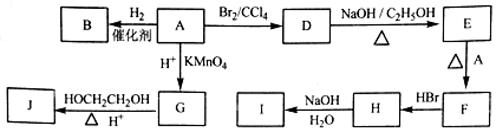 B H₂ 催化剂 A Br₂/CCl₄ D NaOH / C₂H₅OH △ E
H⁺ KMnO₄ △ A
J HOCH₂CH₂OH △ H⁺ G I NaOH H₂O H HBr F